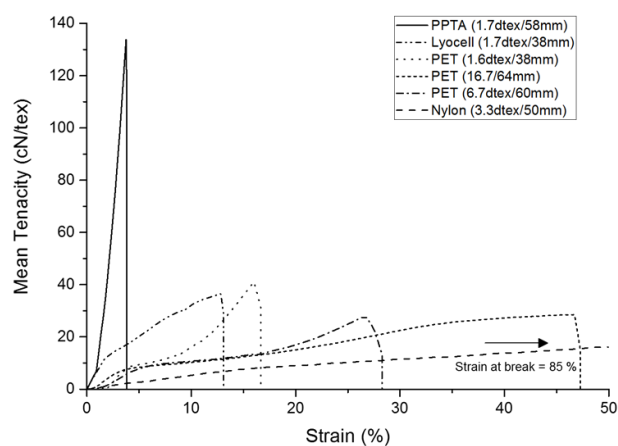 140
120
100
80
60
40
20
0
Mean Tenacity (cN/tex)
PPTA (1.7dtex/58mm)
Lyocell (1.7dtex/38mm)
PET (1.6dtex/38mm)
PET (16.7/64mm)
PET (6.7dtex/60mm)
Nylon (3.3dtex/50mm)
Strain at break = 85 %
0 10 20 30 40 50
Strain (%)